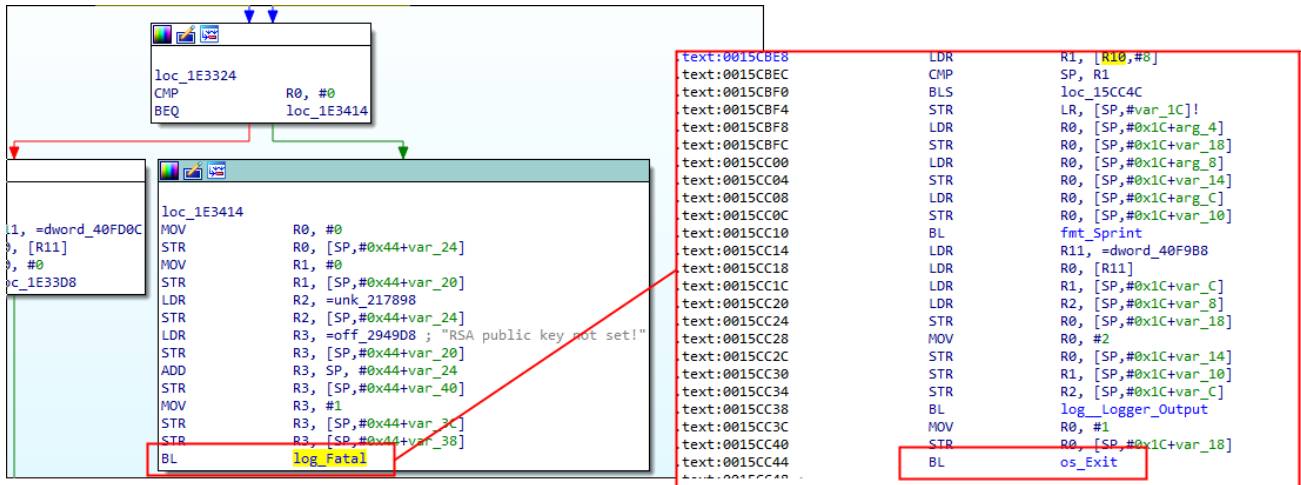 loc_1E3324
CMP R0, #0
BEQ loc_1E3414
11, =dword_40FD0C
, [R11]
, #0
oc_1E33D8
loc_1E3414
MOV R0, #0
STR R0, [SP,#0x44+var_24]
MOV R1, #0
STR R1, [SP,#0x44+var_20]
LDR R2, =unk_217898
STR R2, [SP,#0x44+var_24]
LDR R3, =off_2949D8 ; "RSA public key not set!"
STR R3, [SP,#0x44+var_20]
ADD R3, SP, #0x44+var_24
STR R3, [SP,#0x44+var_40]
MOV R3, #1
STR R3, [SP,#0x44+var_3C]
STR R3, [SP,#0x44+var_38]
BL log_Fatal
.text:0015CBE8 LDR R1, [R10,#8]
.text:0015CBEC CMP SP, R1
.text:0015CBF0 BLS loc_15CC4C
.text:0015CBF4 STR LR, [SP,#var_1C]!
.text:0015CBF8 LDR R0, [SP,#0x1C+arg_4]
.text:0015CBFC STR R0, [SP,#0x1C+var_18]
.text:0015CC00 LDR R0, [SP,#0x1C+arg_8]
.text:0015CC04 STR R0, [SP,#0x1C+var_14]
.text:0015CC08 LDR R0, [SP,#0x1C+arg_C]
.text:0015CC0C STR R0, [SP,#0x1C+var_10]
.text:0015CC10 BL fmt_Sprint
.text:0015CC14 LDR R11, =dword_40F9B8
.text:0015CC18 LDR R0, [R11]
.text:0015CC1C LDR R1, [SP,#0x1C+var_C]
.text:0015CC20 LDR R2, [SP,#0x1C+var_8]
.text:0015CC24 STR R0, [SP,#0x1C+var_18]
.text:0015CC28 MOV R0, #2
.text:0015CC2C STR R0, [SP,#0x1C+var_14]
.text:0015CC30 STR R1, [SP,#0x1C+var_10]
.text:0015CC34 STR R2, [SP,#0x1C+var_C]
.text:0015CC38 BL log__Logger_Output
.text:0015CC3C MOV R0, #1
.text:0015CC40 STR R0, [SP,#0x1C+var_18]
.text:0015CC44 BL os_Exit